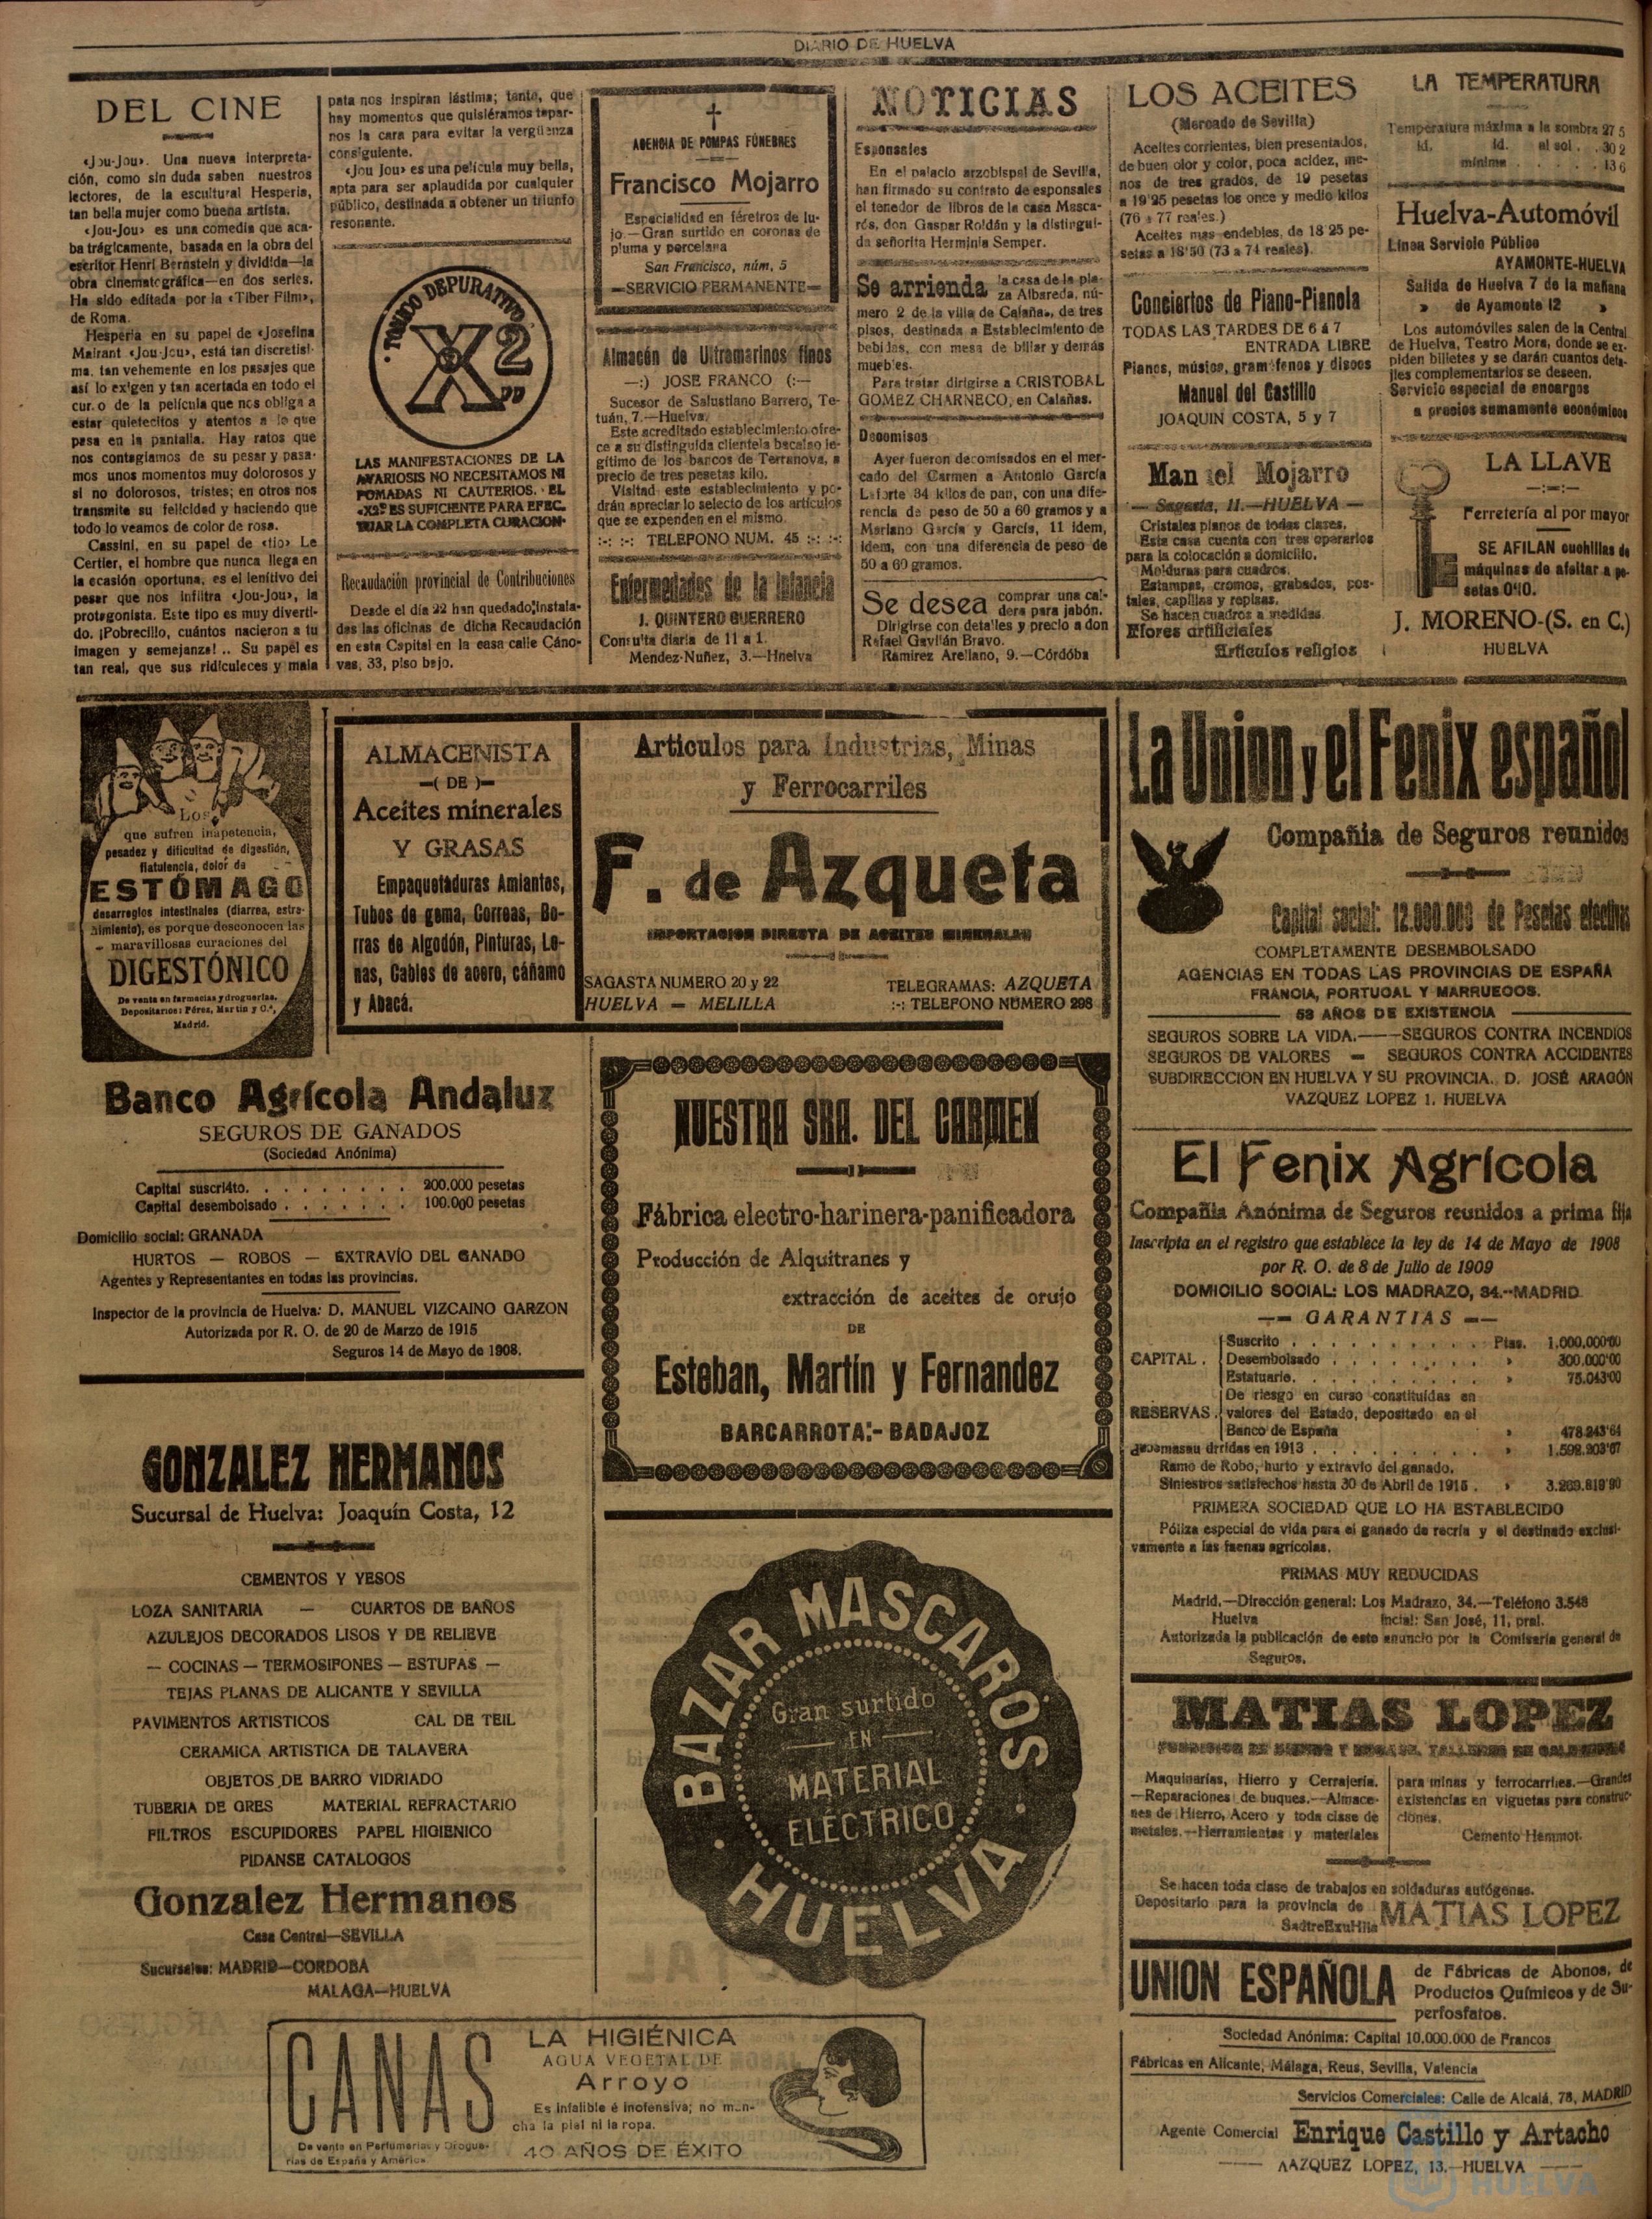 DIARIO DE HUELVA
DEL CINE
«Jou-Jou». Una nueva interpreta-
ción, como sin duda saben nuestros
lectores, de la escultural Hesperia,
tan bella mujer como buena artista.
«Jou-Jou» es una comedia que aca-
ba trágicamente, basada en la obra del
escritor Henri Bernstein y dividida—la
obra cinematográfica—en dos series.
Ha sido editada por la «Tiber Film»,
de Roma.
Hesperia en su papel de «Josefina
Mairant «Jou-Jou», está tan discretísi-
ma, tan vehemente en los pasajes que
así lo exigen y tan acertada en todo el
curso de la película que nos obliga a
estar quietecitos y atentos a lo que
pasa en la pantalla. Hay ratos que
nos contagiamos de su pesar y pasa-
mos unos momentos muy dolorosos y
si no dolorosos, tristes; en otros nos
transmite su felicidad y haciendo que
todo lo veamos de color de rosa.
Cassini, en su papel de «tío» Le
Certier, el hombre que nunca llega en
la ocasión oportuna, es el lenitivo del
pesar que nos infiltra «Jou-Jou», la
protagonista. Este tipo es muy diverti-
do. ¡Pobrecillo, cuántos nacieron a tu
imagen y semejanza! .. Su papel es
tan real, que sus ridiculeces y mala
pata nos inspiran lástima; tanto, que
hay momentos que quisiéramos tapar-
nos la cara para evitar la vergüenza
consiguiente.
«Jou Jou» es una película muy bella,
apta para ser aplaudida por cualquier
público, destinada a obtener un triunfo
resonante.
TONICO DEPURATIVO
X2
LAS MANIFESTACIONES DE LA
AVARIOSIS NO NECESITAMOS NI
POMADAS NI CAUTERIOS. EL
«X2» ES SUFICIENTE PARA EFEC-
TUAR LA COMPLETA CURACION
Recaudación provincial de Contribuciones
Desde el día 22 han quedado instala-
das las oficinas de dicha Recaudación
en esta Capital en la casa calle Cáno-
vas, 33, piso bajo.
AGENCIA DE POMPAS FÚNEBRES
Francisco Mojarro
Especialidad en féretros de lu-
jo.—Gran surtido en coronas de
pluma y porcelana
San Francisco, núm, 5
—SERVICIO PERMANENTE—
Almacén de Ultramarinos finos
—:) JOSE FRANCO (:—
Sucesor de Salustiano Barrero, Te-
tuán, 7.—Huelva.
Este acreditado establecimiento ofre-
ce a su distinguida clientela bacalao le-
gítimo de los bancos de Terranova, a
precio de tres pesetas kilo.
Visitad este establecimiento y po-
drán apreciar lo selecto de los artículos
que se expenden en el mismo.
:-: :-: TELEFONO NUM. 45 :-: :-:
Enfermedades de la Infancia
J. QUINTERO GUERRERO
Consulta diaria de 11 a 1.
Mendez-Nuñez, 3.—Hnelva
NOTICIAS
Esponsales
En el palacio arzobispal de Sevilla,
han firmado su contrato de esponsales
el tenedor de libros de la casa Masca-
rós, don Gaspar Roldán y la distingui-
da señorita Herminia Semper.
Se arrienda la casa de la pla-
za Albareda, nú-
mero 2 de la villa de Calañas, de tres
pisos, destinada a Establecimiento de
bebidas, con mesa de billar y demás
muebles.
Para tratar dirigirse a CRISTOBAL
GOMEZ CHARNECO, en Calañas.
Decomisos
Ayer fueron decomisados en el mer-
cado del Carmen a Antonio García
Laforte 34 kilos de pan, con una dife-
rencia de peso de 50 a 60 gramos y a
Mariano García y García, 11 idem,
idem, con una diferencia de peso de
50 a 60 gramos.
Se desea comprar una cal-
dera para jabón.
Dirigirse con detalles y precio a don
Rafael Gavilán Bravo.
Ramírez Arellano, 9.—Córdoba
LOS ACEITES
(Mercado de Sevilla)
Aceites corrientes, bien presentados,
de buen olor y color, poca acidez, me-
nos de tres grados, de 19 pesetas
a 19'25 pesetas los once y medio kilos
(76 a 77 reales.)
Aceites mas endebles, de 18'25 pe-
setas a 18'50 (73 a 74 reales).
Conciertos de Piano-Pianola
TODAS LAS TARDES DE 6 á 7
ENTRADA LIBRE
Pianos, música, gramófonos y discos
Manuel del Castillo
JOAQUIN COSTA, 5 y 7
Manuel Mojarro
— Sagasta, 11.—HUELVA —
Cristales planos de todas clases.
Esta casa cuenta con tres operarios
para la colocación a domicilio.
Molduras para cuadros.
Estampas, cromos, grabados, pos-
tales, capillas y repisas.
Se hacen cuadros a medidas.
Flores artificiales
Artículos religios
LA TEMPERATURA
Temperatura máxima a la sombra 27 5
id. id. al sol . . 30 2
mínima . . . . . 13 6
Huelva-Automóvil
Línea Servicio Público
AYAMONTE-HUELVA
Salida de Huelva 7 de la mañana
» de Ayamonte 12 »
Los automóviles salen de la Central
de Huelva, Teatro Mora, donde se ex-
piden billetes y se darán cuantos deta-
lles complementarios se deseen.
Servicio especial de encargos
a precios sumamente económicos
LA LLAVE
—:—:—
Ferretería al por mayor
SE AFILAN cuchillas de
máquinas de afeitar a pe-
setas 0'10.
J. MORENO-(S. en C.)
HUELVA
Los
que sufren inapetencia,
pesadez y dificultad de digestión,
flatulencia, dolor de
ESTÓMAGO
desarreglos intestinales (diarrea, estre-
ñimiento), es porque desconocen las
maravillosas curaciones del
DIGESTÓNICO
De venta en farmacias y droguerías,
Depositarios: Pérez, Martin y C.ª,
Madrid.
ALMACENISTA
—( DE )—
Aceites minerales
Y GRASAS
Empaquetaduras Amiantos,
Tubos de goma, Correas, Bo-
rras de Algodón, Pinturas, Lo-
nas, Cables de acero, cáñamo
y Abacá.
Articulos para Industrias, Minas
y Ferrocarriles
F. de Azqueta
IMPORTACION DIRECTA DE ACEITES MINERALES
SAGASTA NUMERO 20 y 22
HUELVA — MELILLA
TELEGRAMAS: AZQUETA
:-: TELEFONO NÚMERO 298
La Union y el Fenix español
Compañia de Seguros reunidos
Capital social: 12.000.000 de Pesetas efectivas
COMPLETAMENTE DESEMBOLSADO
AGENCIAS EN TODAS LAS PROVINCIAS DE ESPAÑA
FRANCIA, PORTUGAL Y MARRUECOS.
53 AÑOS DE EXISTENCIA
SEGUROS SOBRE LA VIDA.———SEGUROS CONTRA INCENDIOS
SEGUROS DE VALORES — SEGUROS CONTRA ACCIDENTES
SUBDIRECCION EN HUELVA Y SU PROVINCIA. D. JOSÉ ARAGÓN
VAZQUEZ LOPEZ 1. HUELVA
Banco Agrícola Andaluz
SEGUROS DE GANADOS
(Sociedad Anónima)
Capital suscrito. . . . . . . . . 200.000 pesetas
Capital desembolsado . . . . . . . 100.000 pesetas
Domicilio social: GRANADA
HURTOS — ROBOS — EXTRAVÍO DEL GANADO
Agentes y Representantes en todas las provincias.
Inspector de la provincia de Huelva: D. MANUEL VIZCAINO GARZON
Autorizada por R. O. de 20 de Marzo de 1915
Seguros 14 de Mayo de 1908.
NUESTRA SRA. DEL CARMEN
Fábrica electro-harinera-panificadora
Producción de Alquitranes y
extracción de aceites de orujo
DE
Esteban, Martín y Fernandez
BARCARROTA:- BADAJOZ
El Fenix Agrícola
Compañia Anónima de Seguros reunidos a prima fija
Inscripta en el registro que establece la ley de 14 de Mayo de 1908
por R. O. de 8 de Julio de 1909
DOMICILIO SOCIAL: LOS MADRAZO, 34.--MADRID
—— GARANTIAS ——
CAPITAL . Suscrito . . . . . . . . . Ptas. 1.000.000'00
Desembolsado . . . . . . . » 300.000'00
Estatuario. . . . . . . . . » 75.043'00
RESERVAS . De riesgo en curso constituídas en
valores del Estado, depositado en el
Banco de España » 478.243'64
en 1913 . . . . . . . » 1.592.203'07
Ramo de Robo, hurto y extravío del ganado.
Siniestros satisfechos hasta 30 de Abril de 1915 . » 3.269.819'90
PRIMERA SOCIEDAD QUE LO HA ESTABLECIDO
Póliza especial de vida para el ganado de recría y el destinado exclusi-
vamente a las faenas agrícolas.
PRIMAS MUY REDUCIDAS
Madrid.—Dirección general: Los Madrazo, 34.—Teléfono 3.548
Huelva incial: San José, 11, pral.
Autorizada la publicación de este anuncio por la Comisaría general de
Seguros.
GONZALEZ HERMANOS
Sucursal de Huelva: Joaquín Costa, 12
CEMENTOS Y YESOS
LOZA SANITARIA — CUARTOS DE BAÑOS
AZULEJOS DECORADOS LISOS Y DE RELIEVE
— COCINAS — TERMOSIFONES — ESTUFAS —
TEJAS PLANAS DE ALICANTE Y SEVILLA
PAVIMENTOS ARTISTICOS CAL DE TEIL
CERAMICA ARTISTICA DE TALAVERA
OBJETOS DE BARRO VIDRIADO
TUBERIA DE GRES MATERIAL REFRACTARIO
FILTROS ESCUPIDORES PAPEL HIGIENICO
PIDANSE CATALOGOS
Gonzalez Hermanos
Casa Central—SEVILLA
Sucursales: MADRID—CORDOBA
MALAGA—HUELVA
BAZAR MASCAROS
Gran surtido
EN
MATERIAL
ELÉCTRICO
HUELVA
MATIAS LOPEZ
Maquinarias, Hierro y Cerrajería.
—Reparaciones de buques.—Almace-
nes de Hierro, Acero y toda clase de
metales.—Herramientas y materiales
para minas y ferrocarriles.—Grandes
existencias en viguetas para construc-
ciones.
Cemento Hemmot.
Se hacen toda clase de trabajos en soldaduras autógenas.
Depositario para la provincia de
MATIAS LOPEZ
UNION ESPAÑOLA
de Fábricas de Abonos, de
Productos Químicos y de Su-
perfosfatos.
Sociedad Anónima: Capital 10.000.000 de Francos
Fábricas en Alicante, Málaga, Reus, Sevilla, Valencia
Servicios Comerciales: Calle de Alcalá, 73, MADRID
Agente Comercial Enrique Castillo y Artacho
AAZQUEZ LOPEZ, 13.—HUELVA
CANAS
De venta en Perfumerías y Drogue-
rías de España y América
LA HIGIÉNICA
AGUA VEGETAL DE
Arroyo
Es infalible é inofensiva; no man-
cha la piel ni la ropa.
40 AÑOS DE ÉXITO
HUELVA